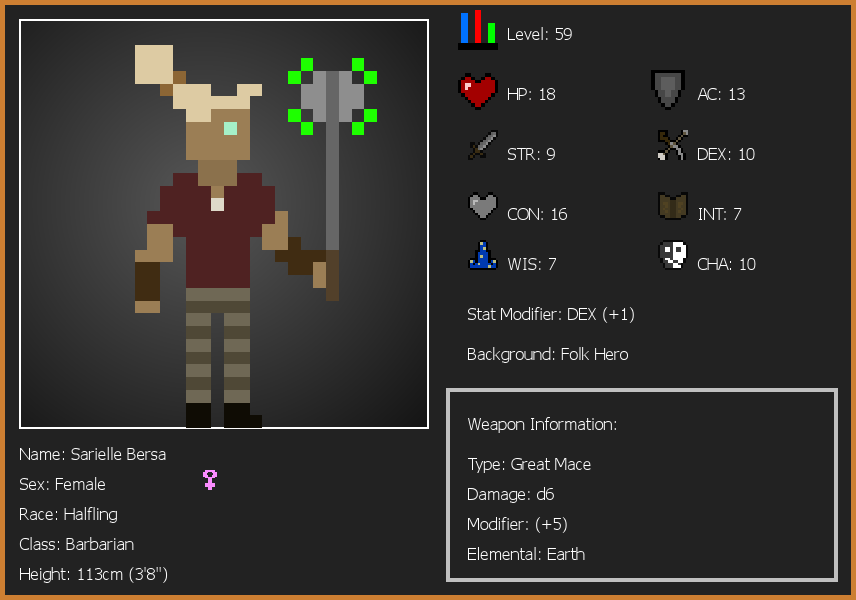 Level: 59
HP: 18
AC: 13
STR: 9
DEX: 10
CON: 16
INT: 7
WIS: 7
CHA: 10
Stat Modifier: DEX (+1)
Background: Folk Hero
Weapon Information:
Type: Great Mace
Damage: d6
Modifier: (+5)
Elemental: Earth
Name: Sarielle Bersa
Sex: Female
Race: Halfling
Class: Barbarian
Height: 113cm (3'8")